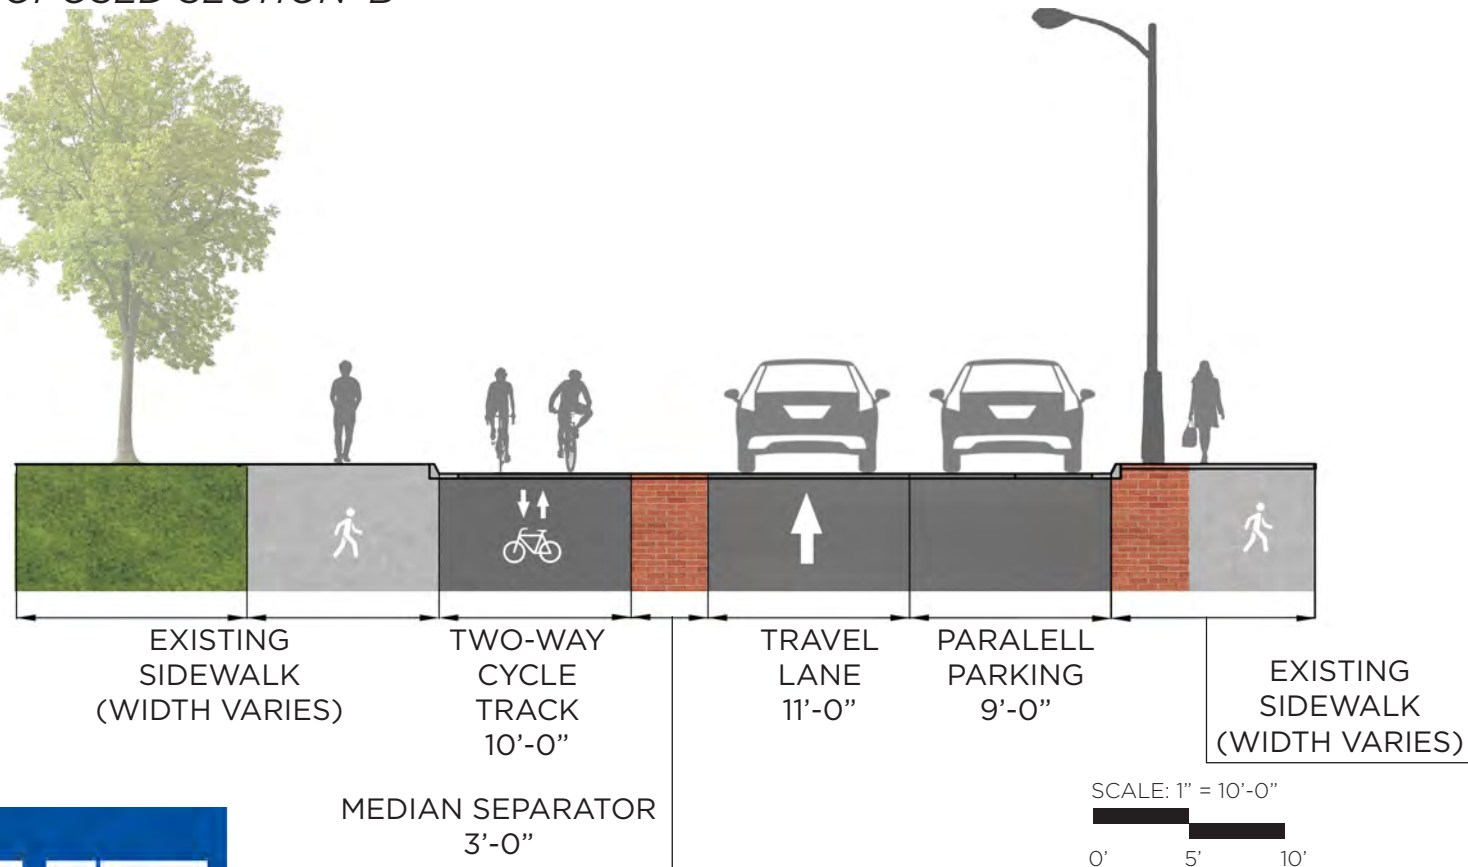 SECTION
EXISTING
SIDEWALK
(WIDTH VARIES)
TWO-WAY
CYCLE
TRACK
10’-0”
TRAVEL
LANE
11’-0”
PARALELL
PARKING
9’-0”
EXISTING
SIDEWALK
(WIDTH VARIES)
MEDIAN SEPARATOR
3’-0”
SCALE: 1” = 10’-0”
0’ 5’ 10’